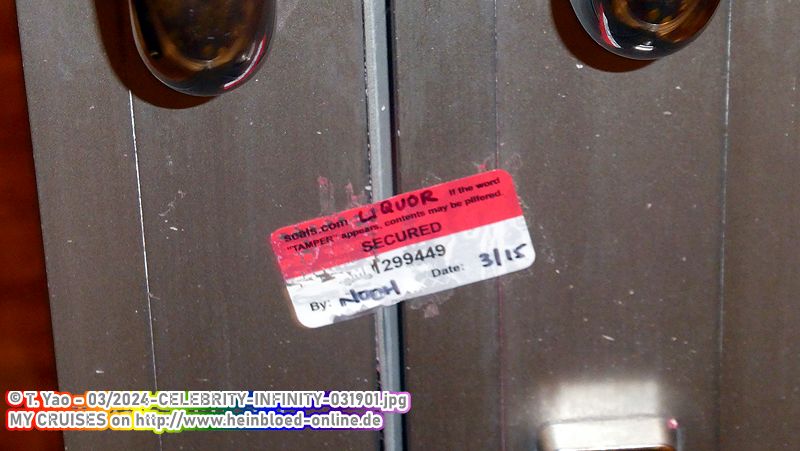 seals.com LIQUOR If the word
"TAMPER" appears, contents may be pilfered
SECURED
1299449
By: NOOH Date: 3/15
© T. Yao - 03/2024-CELEBRITY-INFINITY-031901.jpg
MY CRUISES on http://www.heinbloed-online.de